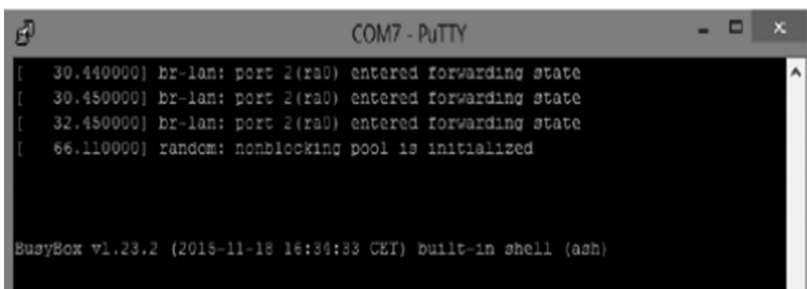 COM7 - PuTTY
[   30.440000] br-lan: port 2(ra0) entered forwarding state
[   30.450000] br-lan: port 2(ra0) entered forwarding state
[   32.450000] br-lan: port 2(ra0) entered forwarding state
[   66.110000] random: nonblocking pool is initialized
BusyBox v1.23.2 (2015-11-18 16:34:33 CET) built-in shell (ash)